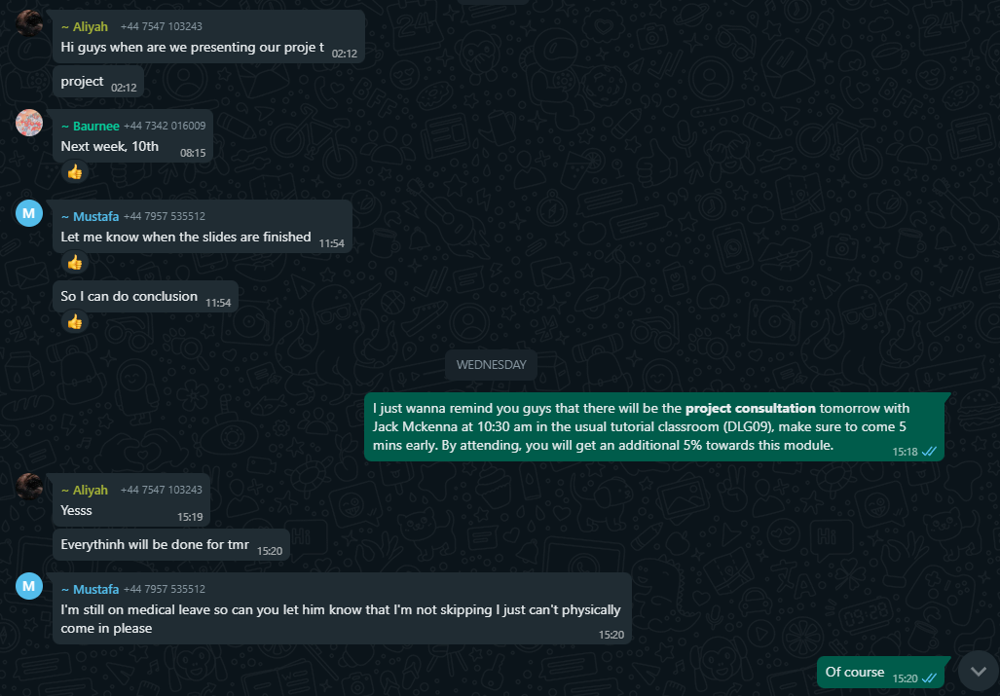 ~ Aliyah +44 7547 103243
Hi guys when are we presenting our proje t 02:12
project 02:12
~ Baurnee +44 7342 016009
Next week, 10th 08:15
M
~ Mustafa +44 7957 535512
Let me know when the slides are finished 11:54
So I can do conclusion 11:54
WEDNESDAY
I just wanna remind you guys that there will be the project consultation tomorrow with
Jack Mckenna at 10:30 am in the usual tutorial classroom (DLG09), make sure to come 5
mins early. By attending, you will get an additional 5% towards this module. 15:18
~ Aliyah +44 7547 103243
Yesss 15:19
Everythinh will be done for tmr 15:20
M
~ Mustafa +44 7957 535512
I'm still on medical leave so can you let him know that I'm not skipping I just can't physically
come in please 15:20
Of course 15:20